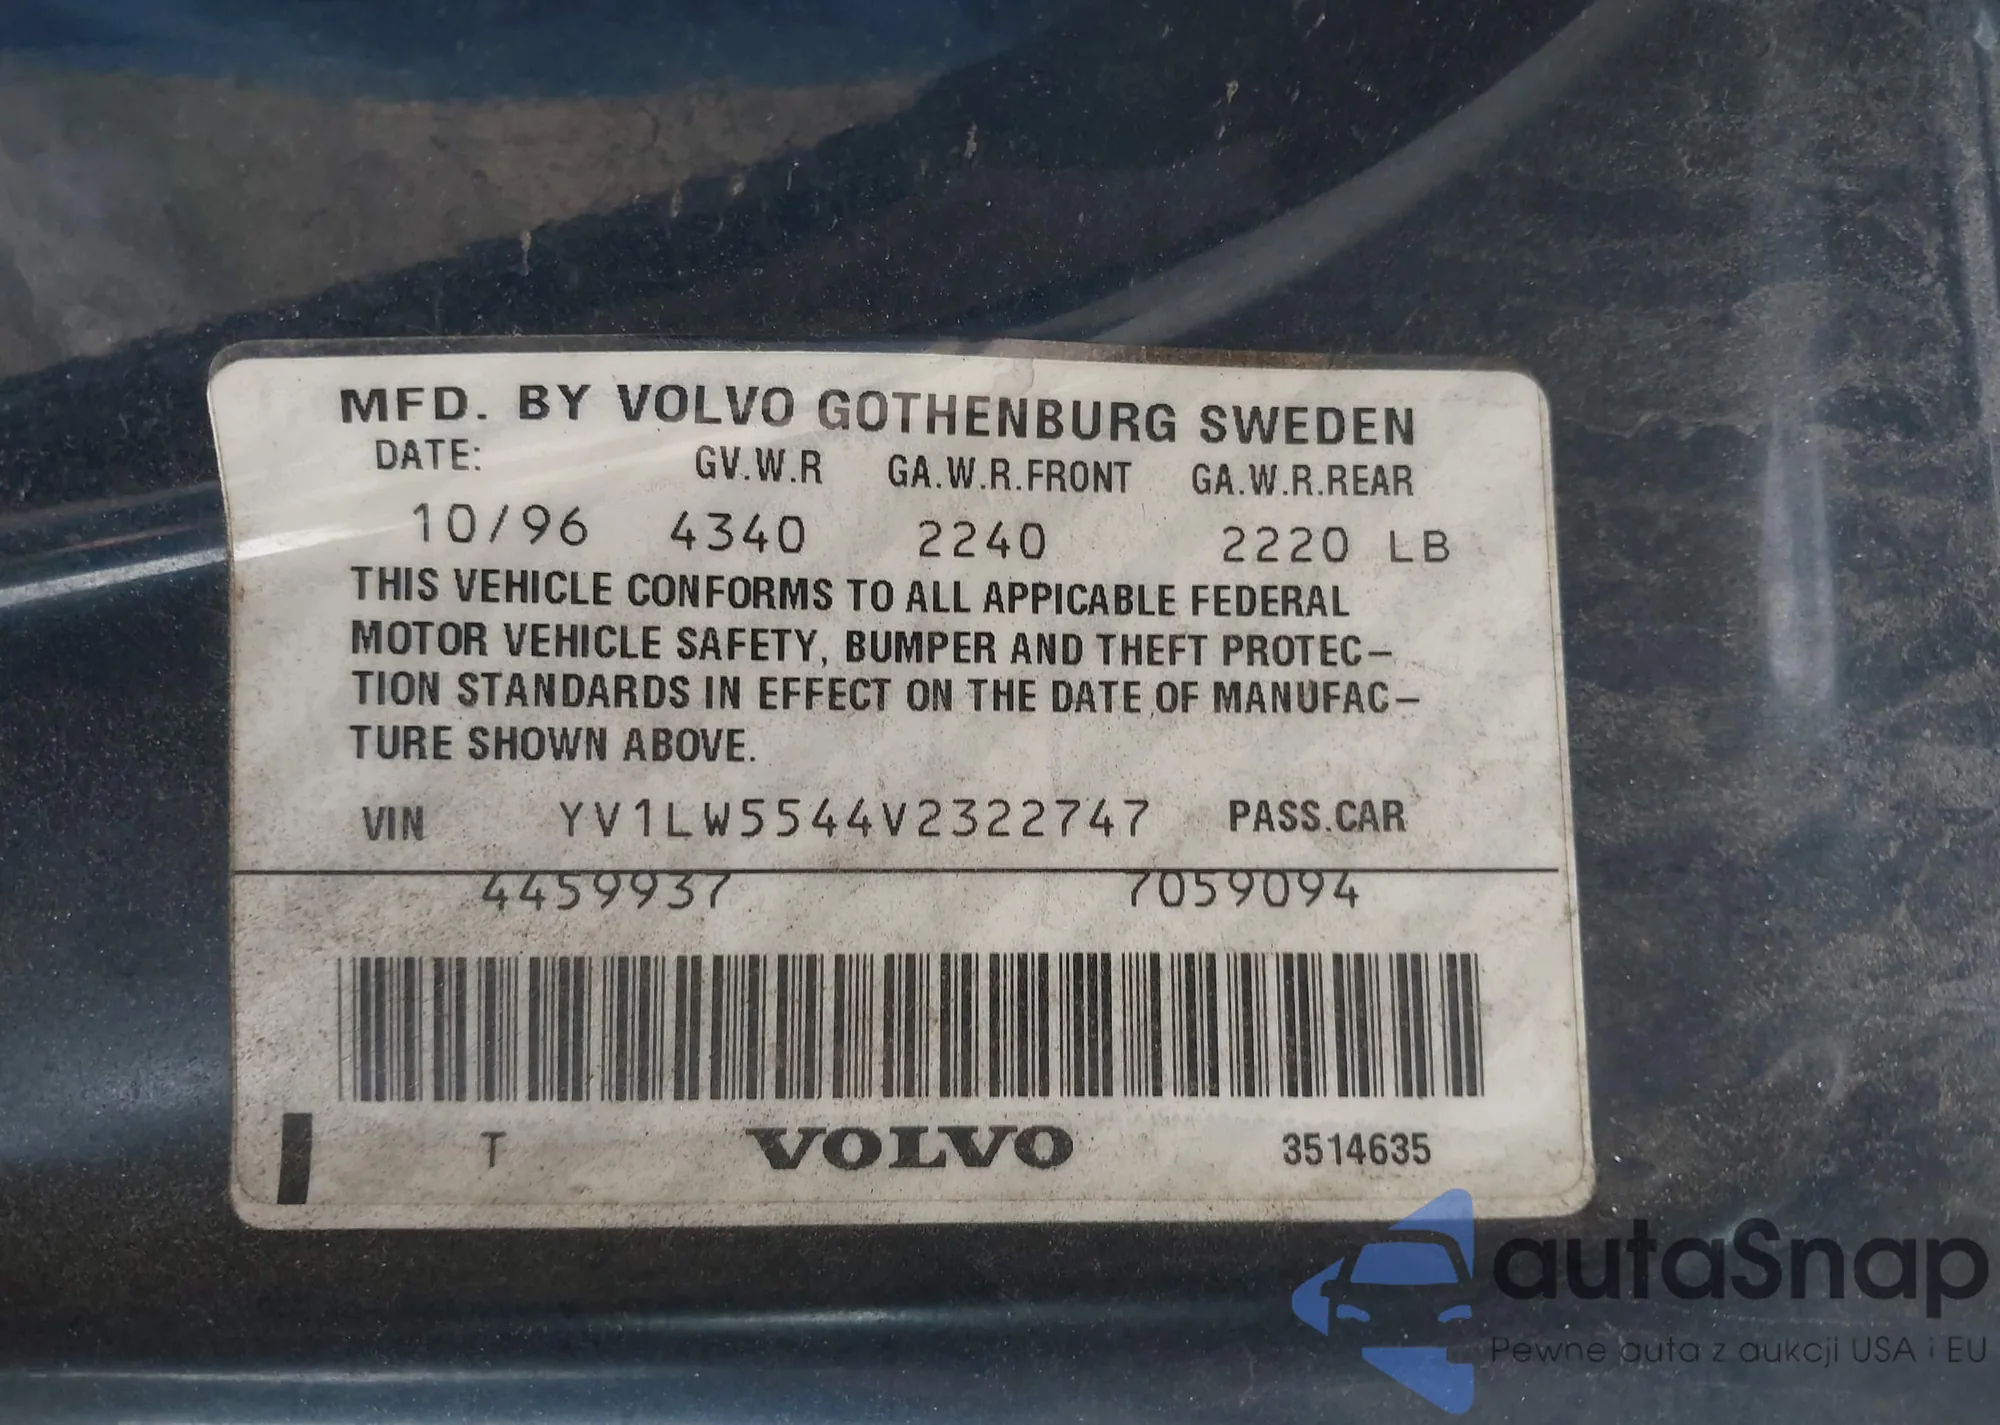 MFD. BY VOLVO GOTHENBURG SWEDEN
DATE: GV.W.R GA.W.R.FRONT GA.W.R.REAR
10/96 4340 2240 2220 LB
THIS VEHICLE CONFORMS TO ALL APPICABLE FEDERAL
MOTOR VEHICLE SAFETY, BUMPER AND THEFT PROTEC-
TION STANDARDS IN EFFECT ON THE DATE OF MANUFAC-
TURE SHOWN ABOVE.
VIN YV1LW5544V2322747 PASS.CAR
4459937 7059094
T VOLVO 3514635
autaSnap
Pewne auta z aukcji USA i EU